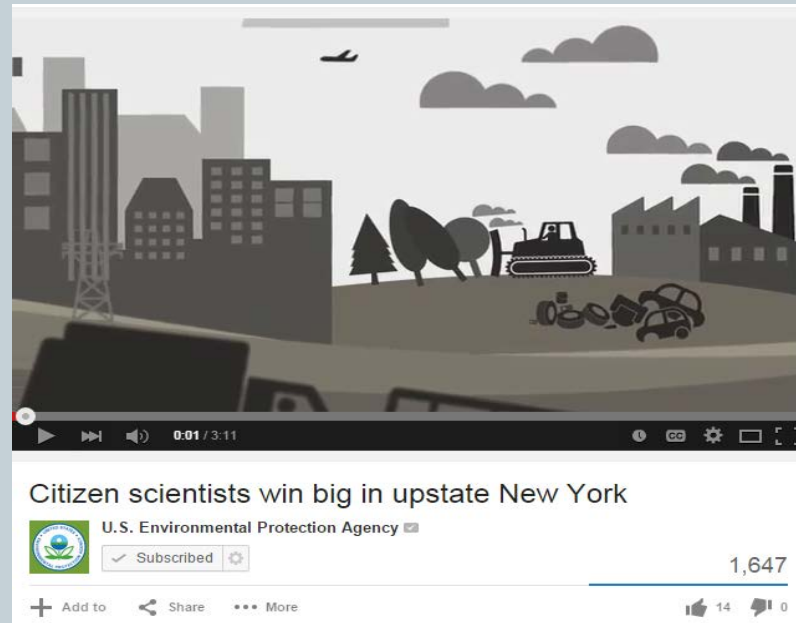 0:01 / 3:11
CC
Citizen scientists win big in upstate New York
U.S. Environmental Protection Agency
Subscribed
1,647
Add to Share More 14 0